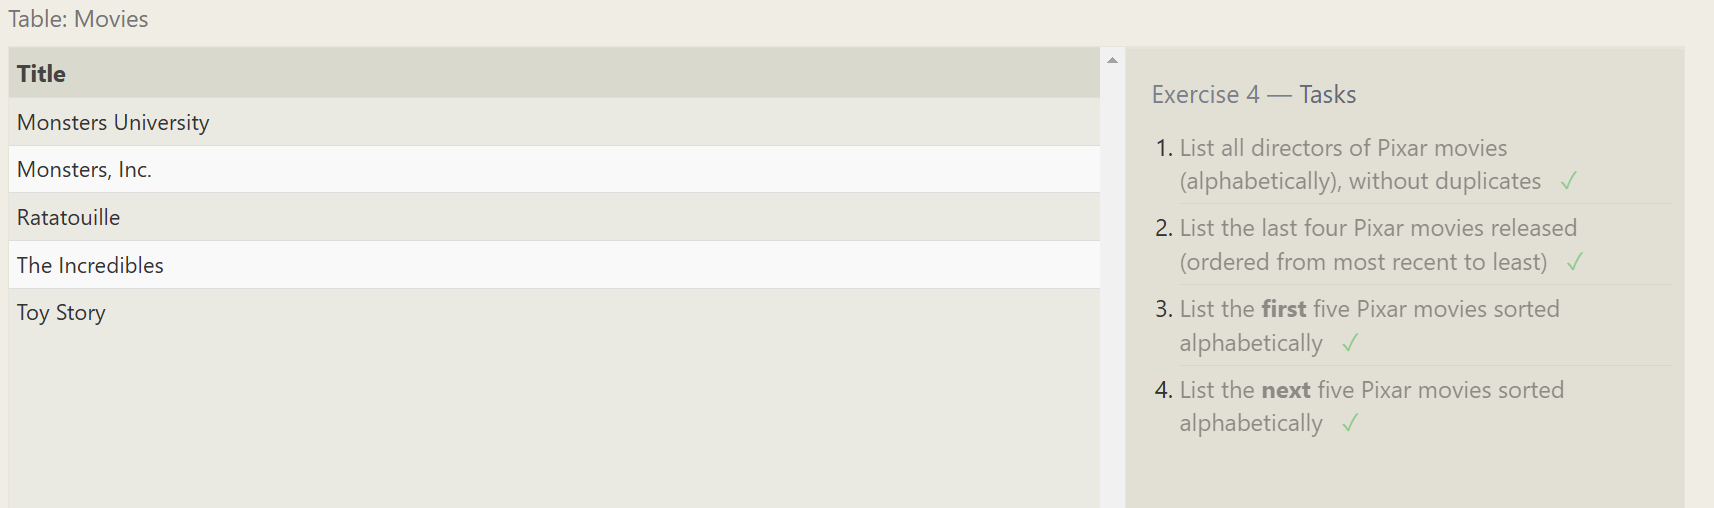 Table: Movies
Title
Monsters University
Monsters, Inc.
Ratatouille
The Incredibles
Toy Story
Exercise 4 — Tasks
1. List all directors of Pixar movies
(alphabetically), without duplicates ✓
2. List the last four Pixar movies released
(ordered from most recent to least) ✓
3. List the first five Pixar movies sorted
alphabetically ✓
4. List the next five Pixar movies sorted
alphabetically ✓